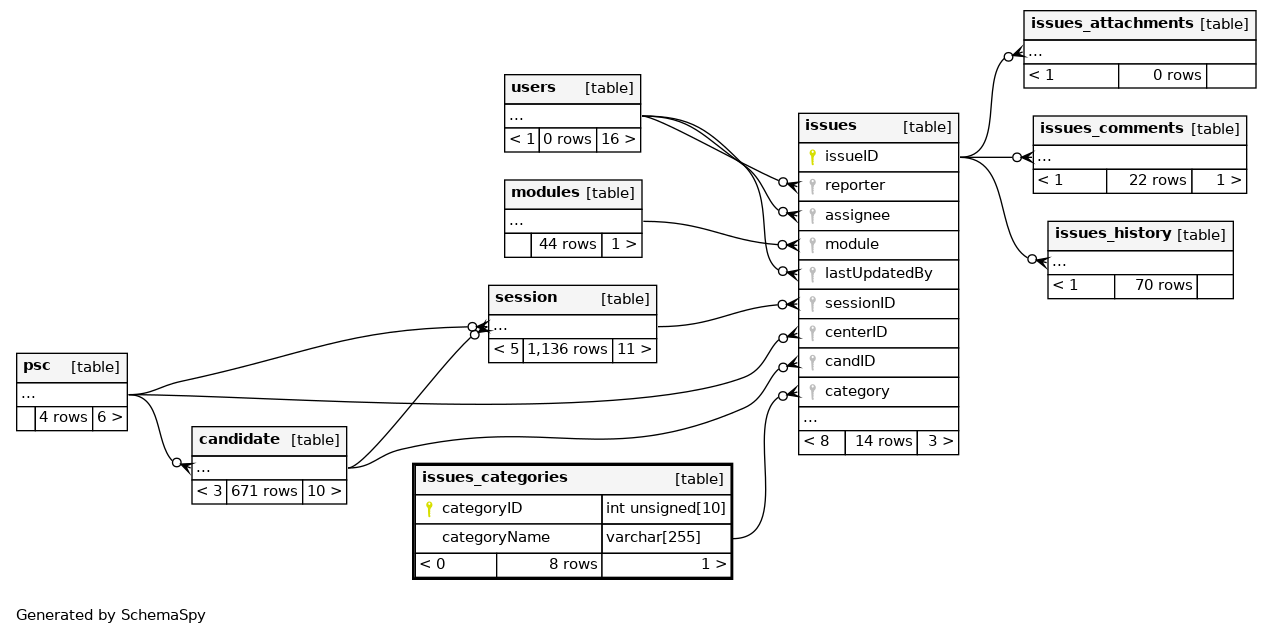 issues_attachments [table]
...
< 1 0 rows
users [table]
...
< 1 0 rows 16 >
issues [table]
issueID
reporter
assignee
module
lastUpdatedBy
sessionID
centerID
candID
category
...
< 8 14 rows 3 >
issues_comments [table]
...
< 1 22 rows 1 >
modules [table]
...
44 rows 1 >
issues_history [table]
...
< 1 70 rows
session [table]
...
< 5 1,136 rows 11 >
psc [table]
...
4 rows 6 >
candidate [table]
...
< 3 671 rows 10 >
issues_categories [table]
categoryID int unsigned[10]
categoryName varchar[255]
< 0 8 rows 1 >
Generated by SchemaSpy